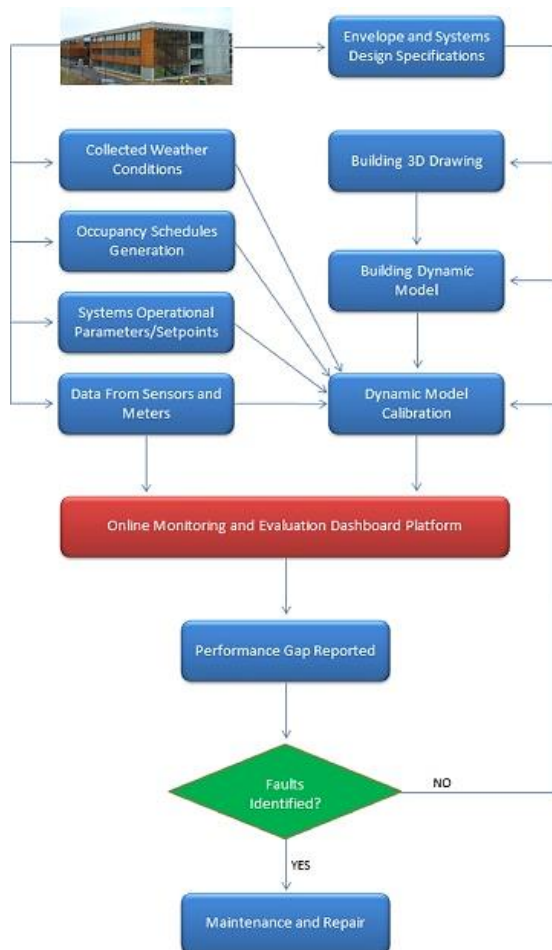 Envelope and Systems
Design Specifications
Collected Weather
Conditions
Building 3D Drawing
Occupancy Schedules
Generation
Building Dynamic
Model
Systems Operational
Parameters/Setpoints
Data From Sensors and
Meters
Dynamic Model
Calibration
Online Monitoring and Evaluation Dashboard Platform
Performance Gap Reported
Faults
Identified?
NO
YES
Maintenance and Repair